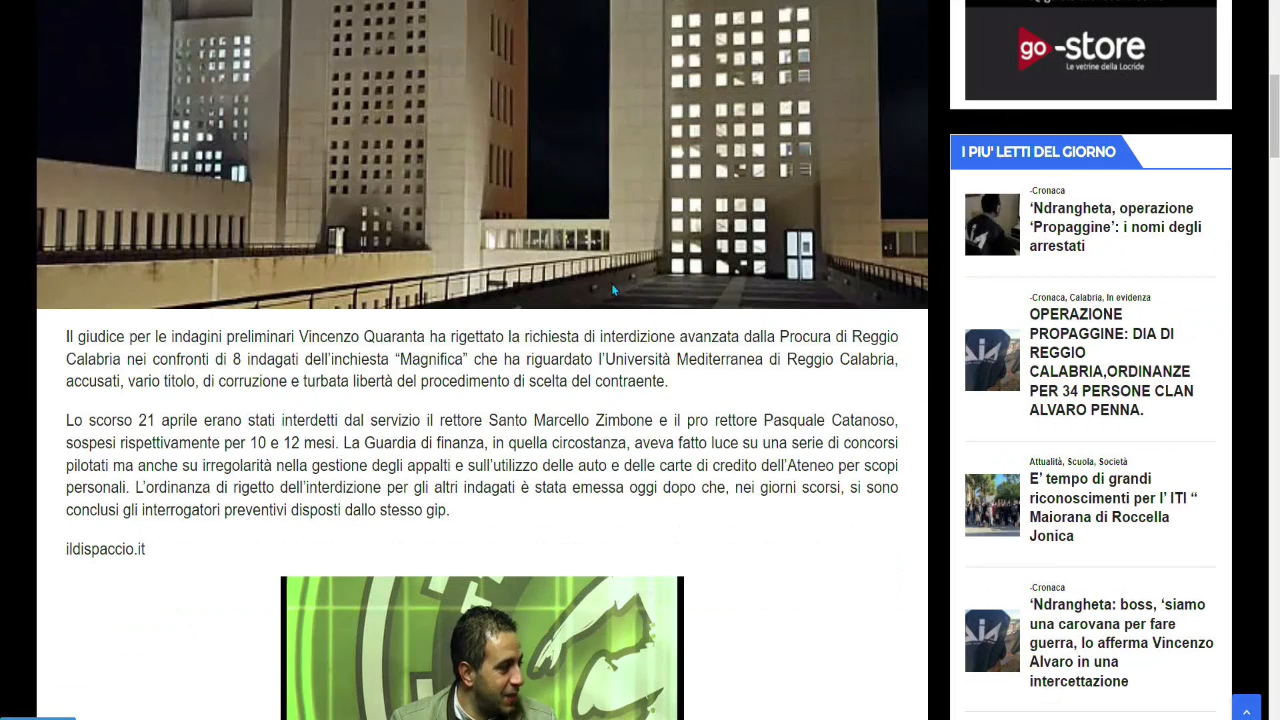 -store
go
Le vetrine della Locride
I PIU' LETTI DEL GIORNO
-Cronaca
‘Ndrangheta, operazione
‘Propaggine’: i nomi degli
arrestati
-Cronaca, Calabria, In evidenza
OPERAZIONE
PROPAGGINE: DIA DI
REGGIO
CALABRIA,ORDINANZE
PER 34 PERSONE CLAN
ALVARO PENNA.
Attualità, Scuola, Società
E’ tempo di grandi
riconoscimenti per l’ ITI “
Maiorana di Roccella
Jonica
-Cronaca
‘Ndrangheta: boss, ‘siamo
una carovana per fare
guerra, lo afferma Vincenzo
Alvaro in una
intercettazione
Il giudice per le indagini preliminari Vincenzo Quaranta ha rigettato la richiesta di interdizione avanzata dalla Procura di Reggio
Calabria nei confronti di 8 indagati dell’inchiesta “Magnifica” che ha riguardato l’Università Mediterranea di Reggio Calabria,
accusati, vario titolo, di corruzione e turbata libertà del procedimento di scelta del contraente.
Lo scorso 21 aprile erano stati interdetti dal servizio il rettore Santo Marcello Zimbone e il pro rettore Pasquale Catanoso,
sospesi rispettivamente per 10 e 12 mesi. La Guardia di finanza, in quella circostanza, aveva fatto luce su una serie di concorsi
pilotati ma anche su irregolarità nella gestione degli appalti e sull’utilizzo delle auto e delle carte di credito dell’Ateneo per scopi
personali. L’ordinanza di rigetto dell’interdizione per gli altri indagati è stata emessa oggi dopo che, nei giorni scorsi, si sono
conclusi gli interrogatori preventivi disposti dallo stesso gip.
ildispaccio.it